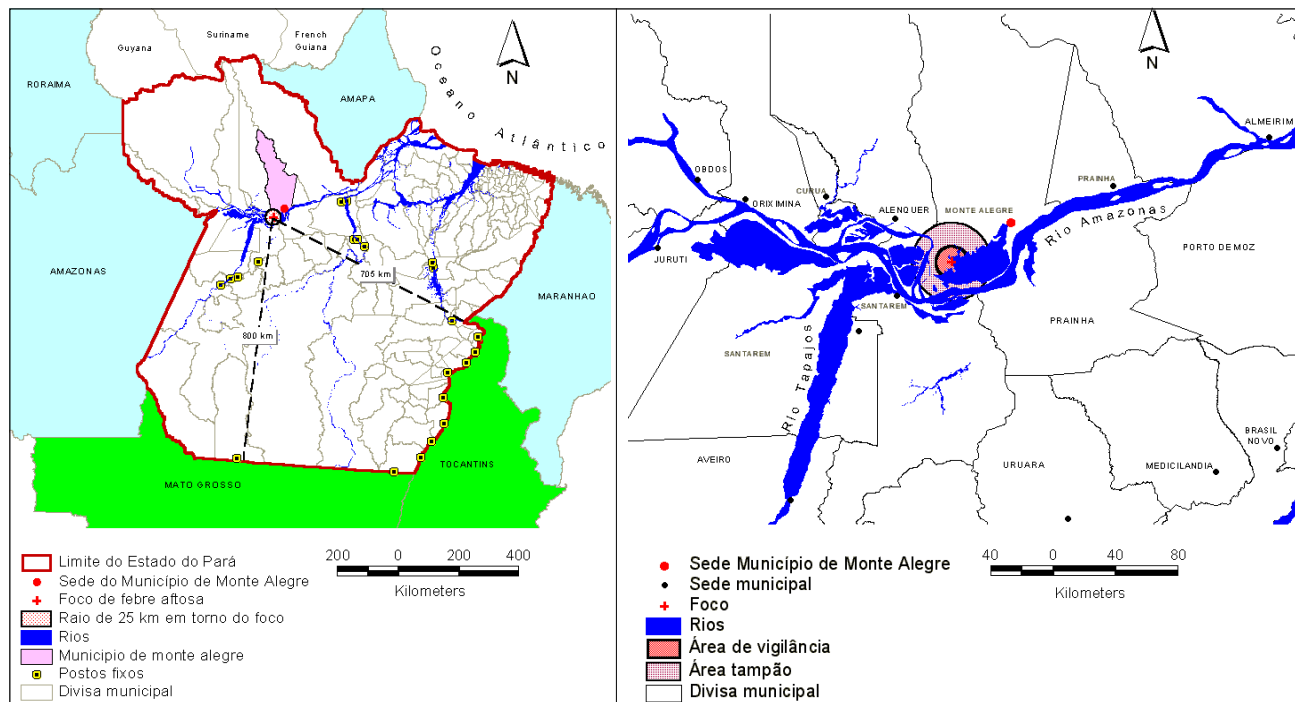 Guyana
Suriname
French
Guiana
Oceano Atlântico
N
RORAIMA
AMAPA
AMAZONAS
MARANHAO
705 km
800 km
TOCANTINS
MATO GROSSO
Limite do Estado do Pará
Sede do Município de Monte Alegre
Foco de febre aftosa
Raio de 25 km em torno do foco
Rios
Municipio de monte alegre
Postos fixos
Divisa municipal
200 0 200 400
Kilometers
N
ALMEIRIM
OBDOS
CURUA
PRAINHA
ORIXIMINA
ALENQUER
MONTE ALEGRE
Rio Amazonas
JURUTI
PORTO DE MOZ
SANTAREM
PRAINHA
SANTAREM
Rio Tapajos
AVEIRO
URUARA
MEDICILANDIA
BRASIL
NOVO
Sede Município de Monte Alegre
Sede municipal
Foco
Rios
Área de vigilância
Área tampão
Divisa municipal
40 0 40 80
Kilometers